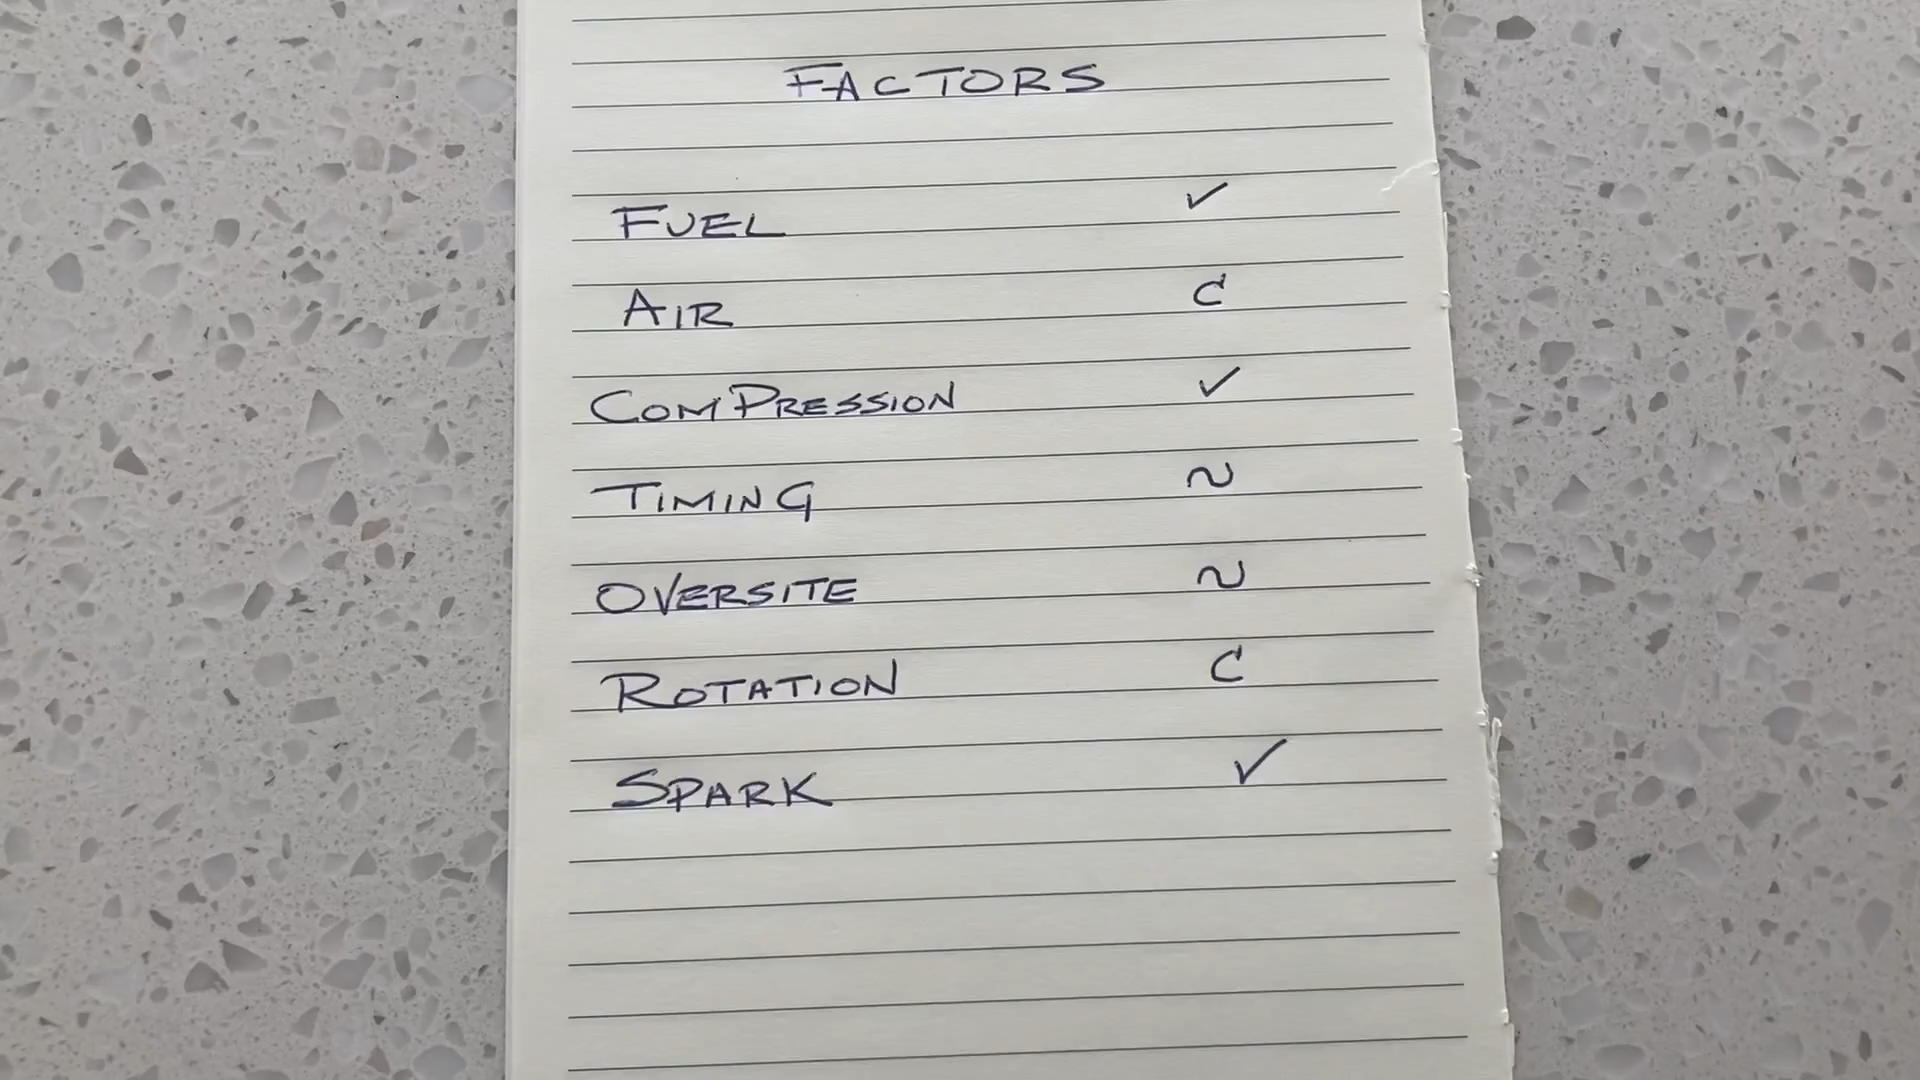 FACTORS
FUEL ✓
AIR C
COMPRESSION ✓
TIMING ~
OVERSITE ~
ROTATION C
SPARK ✓